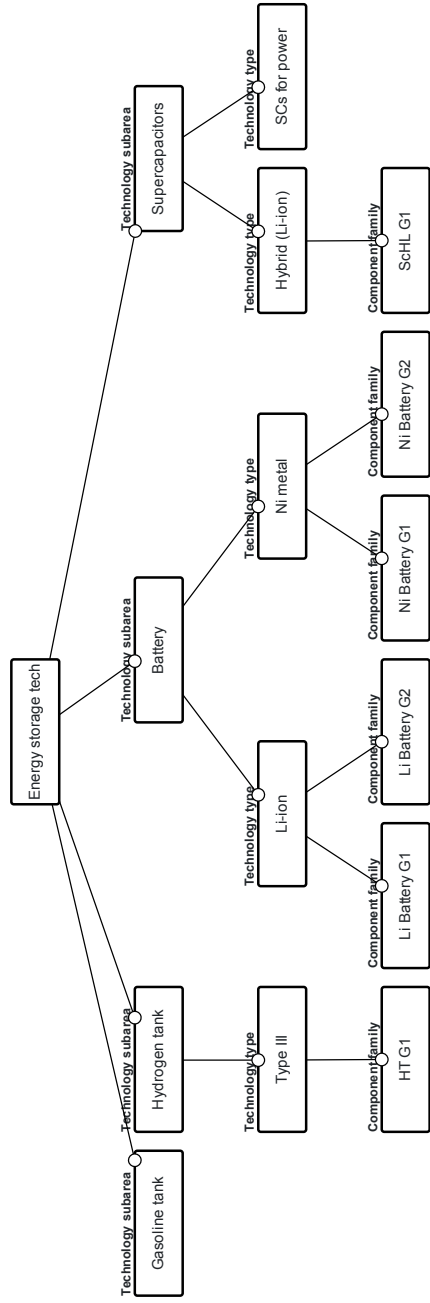 Energy storage tech
Technology subarea
Gasoline tank
Technology subarea
Hydrogen tank
Technology subarea
Battery
Technology subarea
Supercapacitors
Technology type
Type III
Technology type
Li-ion
Technology type
Ni metal
Technology type
Hybrid (Li-ion)
Technology type
SCs for power
Component family
HT G1
Component family
Li Battery G1
Component family
Li Battery G2
Component family
Ni Battery G1
Component family
Ni Battery G2
Component family
ScHL G1